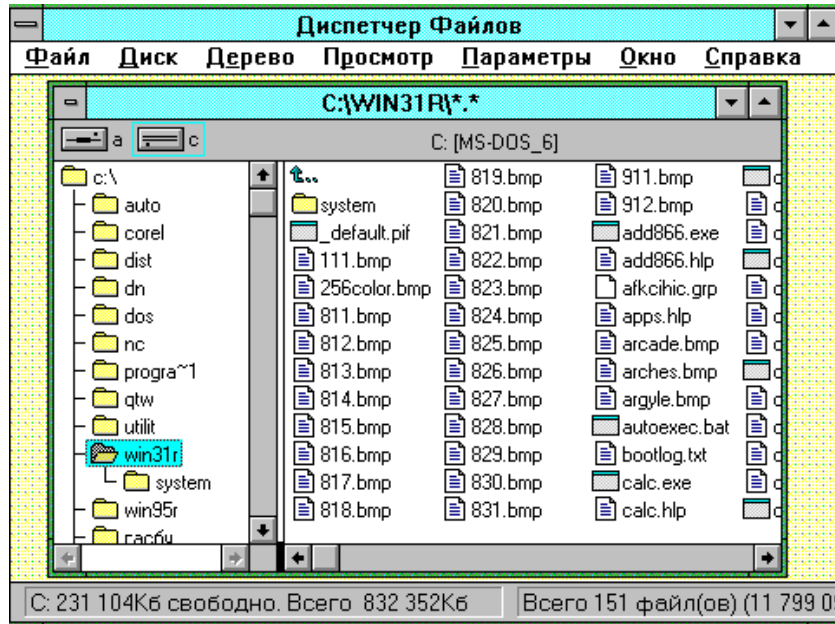 Диспетчер Файлов
Файл Диск Дерево Просмотр Параметры Окно Справка
C:\WIN31R\*.*
a c C: [MS-DOS_6]
c:\
auto
corel
dist
dn
dos
nc
progra~1
qtw
utilit
win31r
system
win95r
гасбу
..
system
_default.pif
111.bmp
256color.bmp
811.bmp
812.bmp
813.bmp
814.bmp
815.bmp
816.bmp
817.bmp
818.bmp
819.bmp
820.bmp
821.bmp
822.bmp
823.bmp
824.bmp
825.bmp
826.bmp
827.bmp
828.bmp
829.bmp
830.bmp
831.bmp
911.bmp
912.bmp
add866.exe
add866.hlp
afkcihic.grp
apps.hlp
arcade.bmp
arches.bmp
argyle.bmp
autoexec.bat
bootlog.txt
calc.exe
calc.hlp
C: 231 104Кб свободно. Всего 832 352Кб
Всего 151 файл(ов) (11 799 0